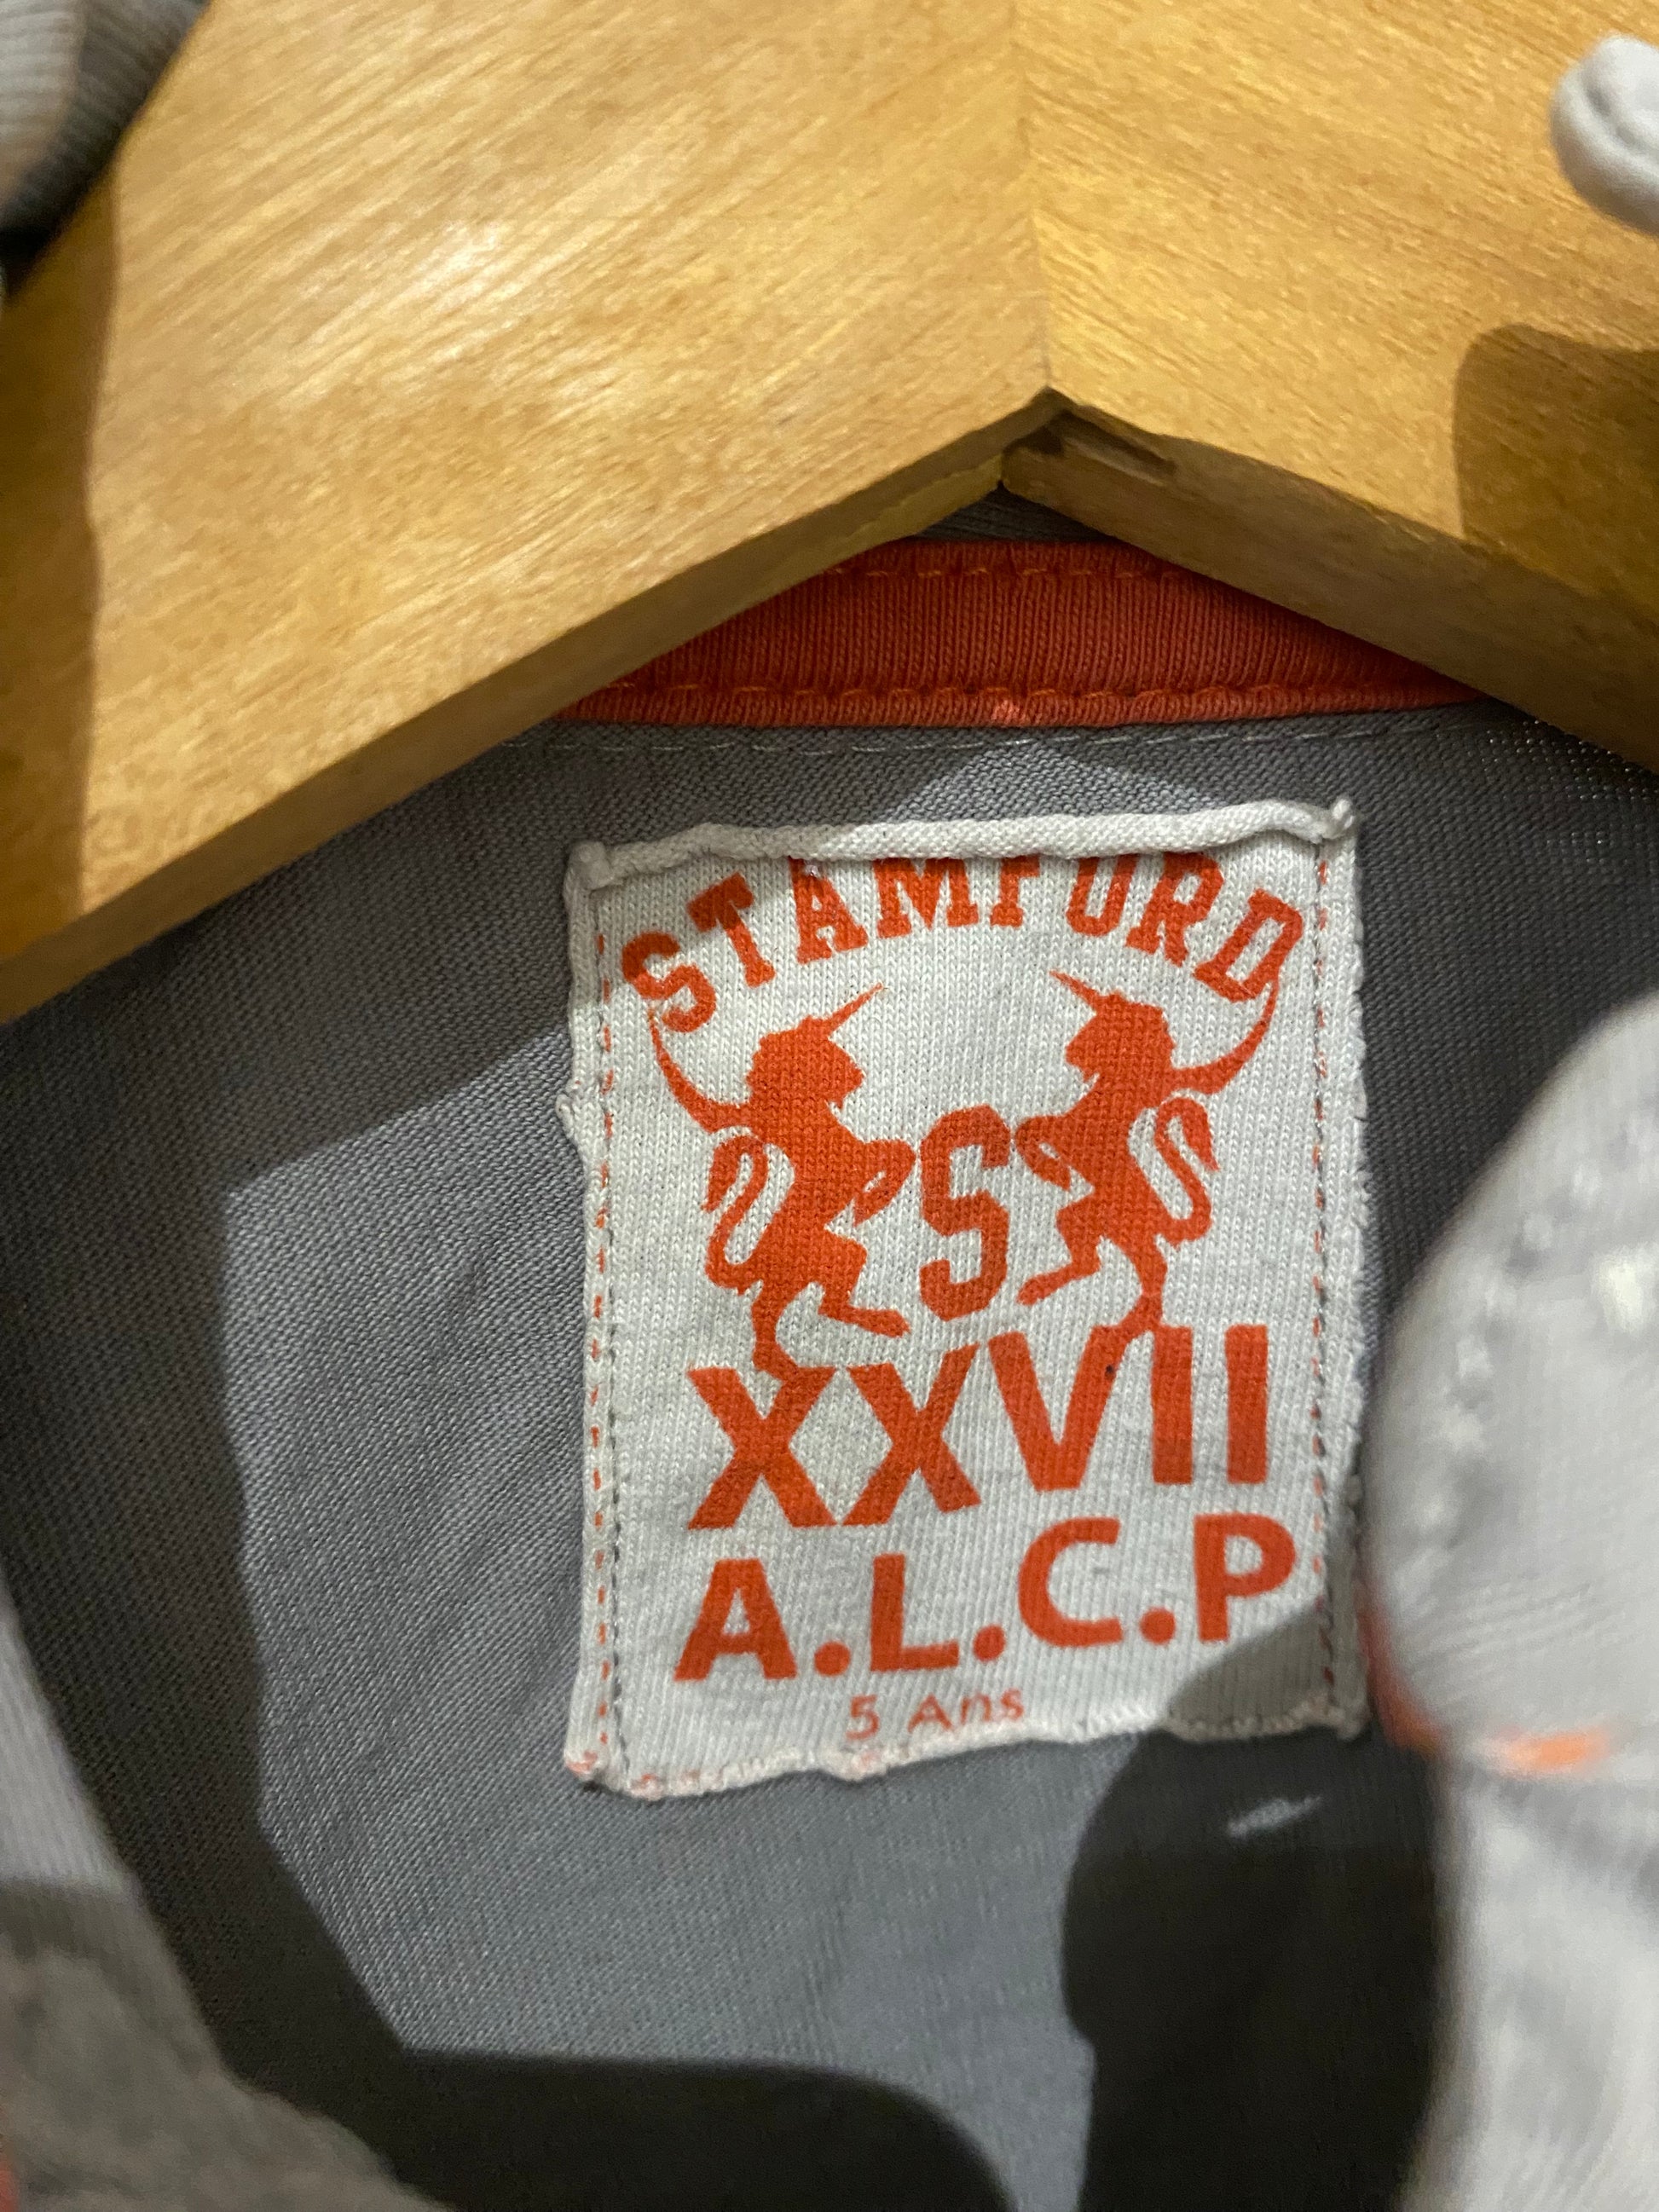 STAMFORD
S
XXVII
A.L.C.P
5 Ans